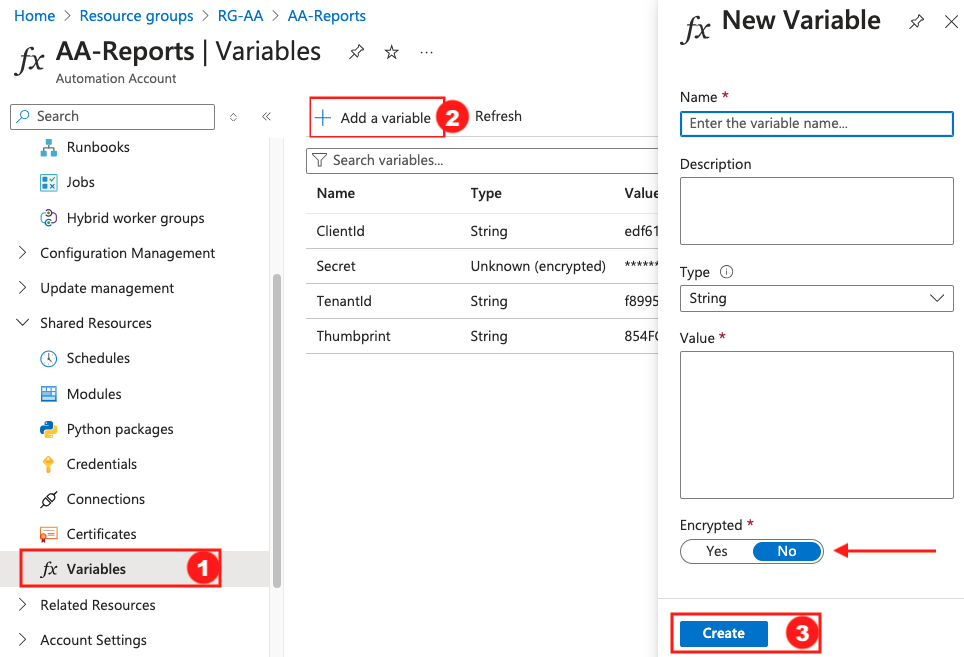 Home > Resource groups > RG-AA > AA-Reports
fx AA-Reports | Variables
Automation Account
Search
Runbooks
Jobs
Hybrid worker groups
Configuration Management
Update management
Shared Resources
Schedules
Modules
Python packages
Credentials
Connections
Certificates
fx Variables 1
Related Resources
Account Settings
Add a variable 2 Refresh
Search variables...
Name Type Value
ClientId String edf61
Secret Unknown (encrypted) ******
TenantId String f8995
Thumbprint String 854F
fx New Variable
Name *
Enter the variable name...
Description
Type
String
Value *
Encrypted *
Yes No
Create 3